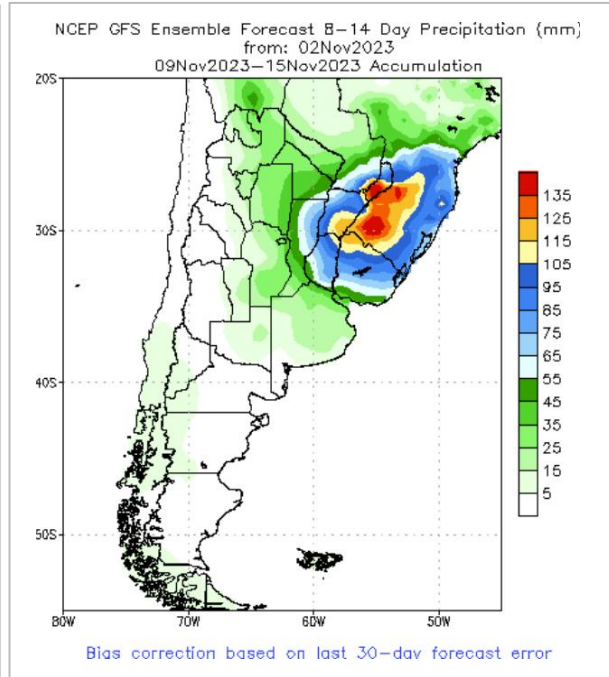 NCEP GFS Ensemble Forecast 8-14 Day Precipitation (mm)
from: 02Nov2023
09Nov2023-15Nov2023 Accumulation
20S
30S
40S
50S
80W
70W
60W
50W
135
125
115
105
95
85
75
65
55
45
35
25
15
5
Bias correction based on last 30-day forecast error